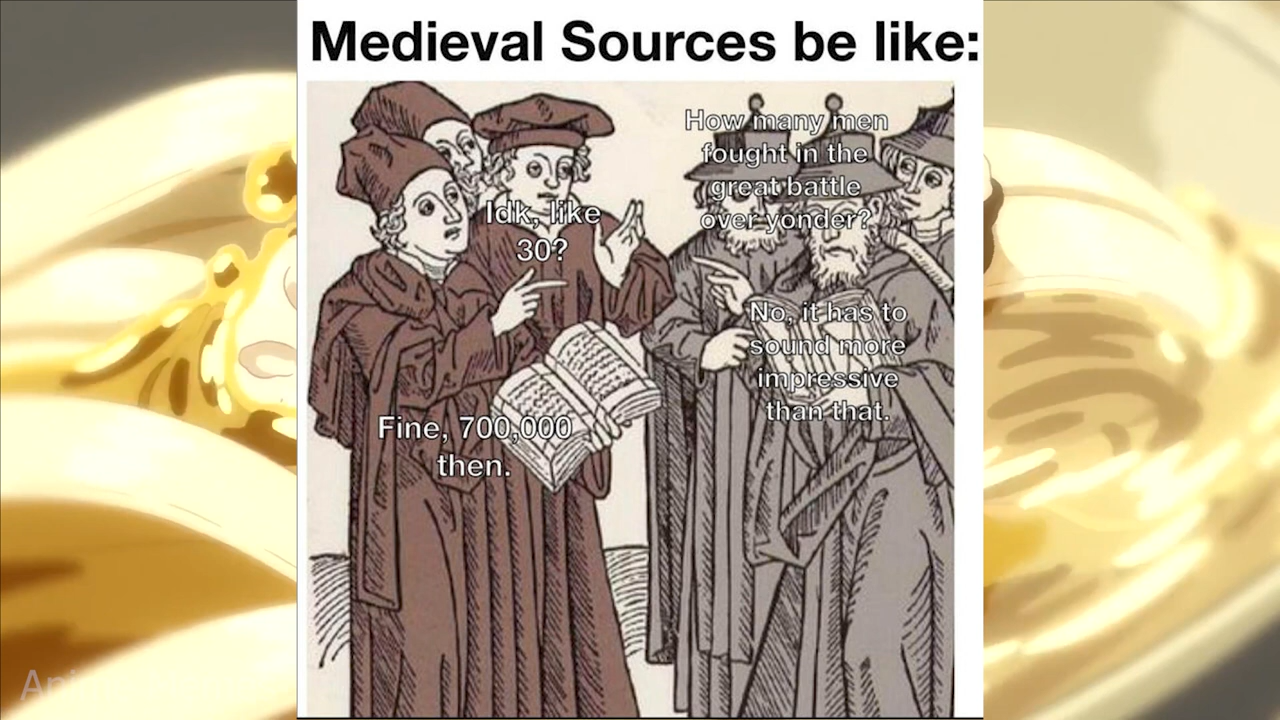 Medieval Sources be like:
How many men
fought in the
great battle
over yonder?
Idk, like
30?
No, it has to
sound more
impressive
than that.
Fine, 700,000
then.